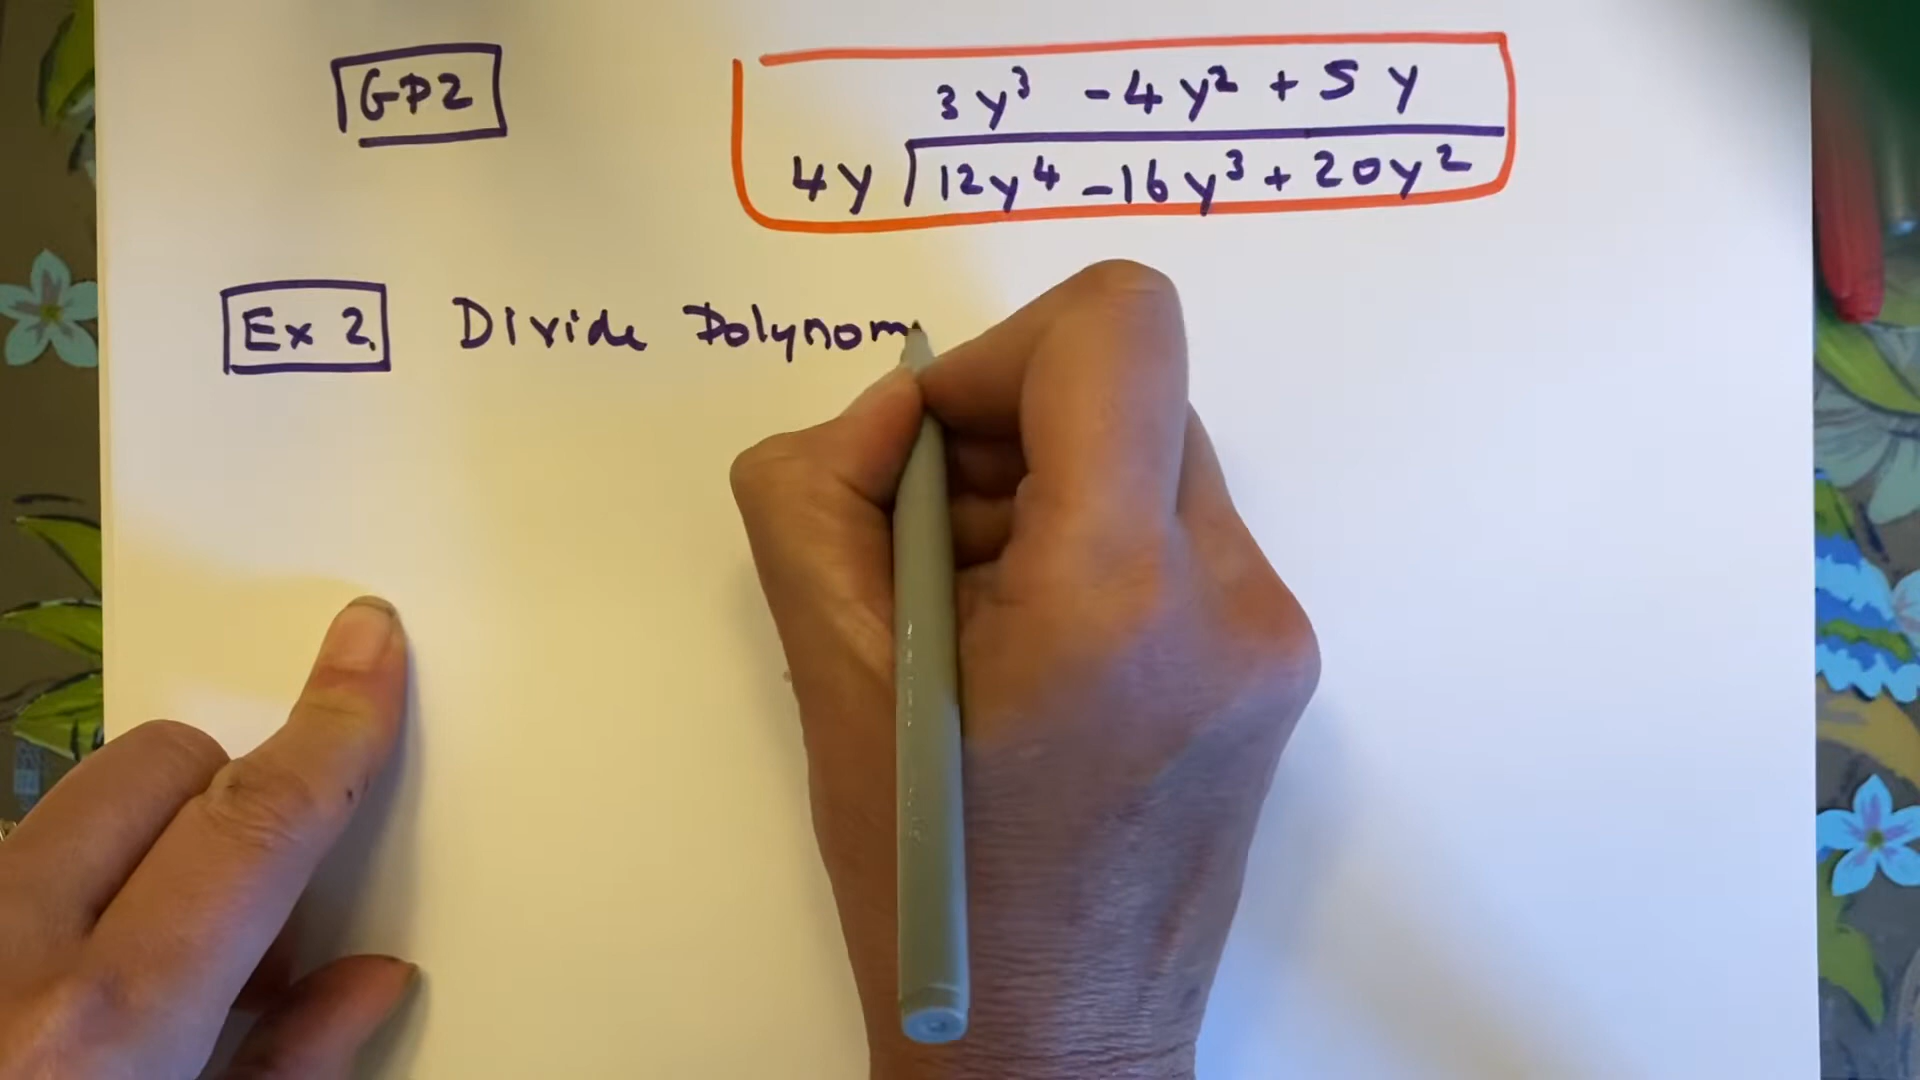 GP2
3y³ - 4y² + 5y
4y ⟌ 12y⁴ - 16y³ + 20y²
Ex 2. Divide Polynom